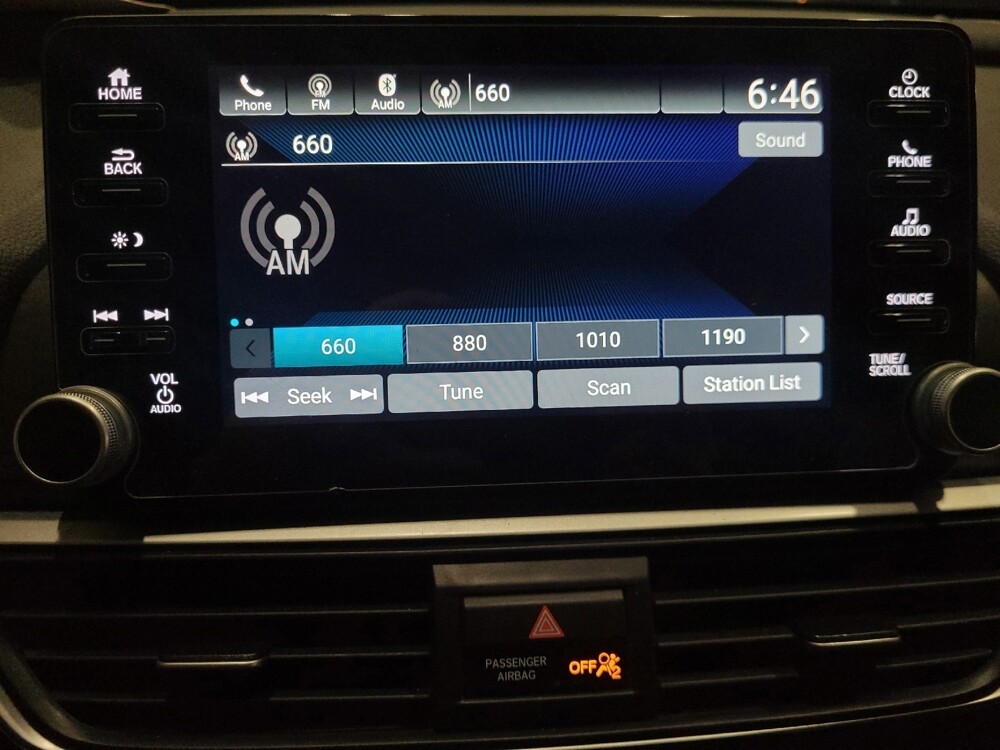 HOME
BACK
VOL
AUDIO
Phone
FM
Audio
AM
660
6:46
AM
660
Sound
AM
660
880
1010
1190
Seek
Tune
Scan
Station List
CLOCK
PHONE
AUDIO
SOURCE
TUNE/
SCROLL
PASSENGER
AIRBAG
OFF
2